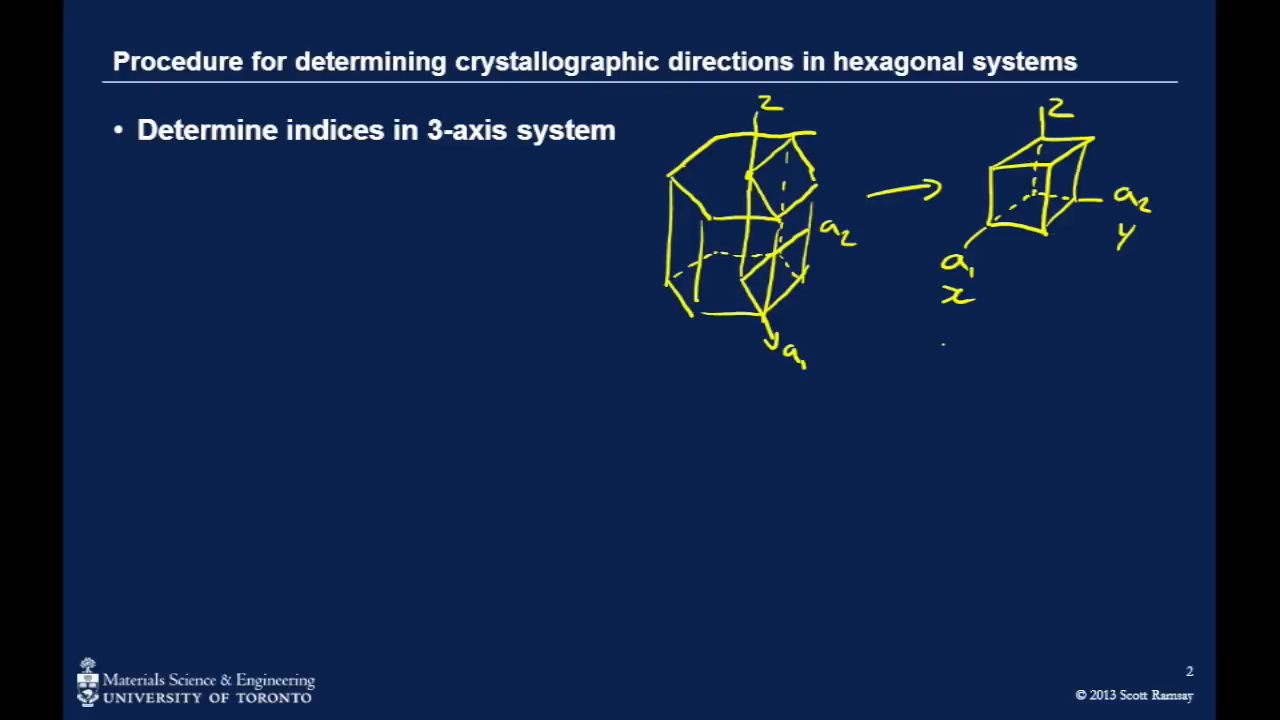 Procedure for determining crystallographic directions in hexagonal systems
• Determine indices in 3-axis system
z
a2
a1
z
a2
y
a1
x
Materials Science & Engineering
UNIVERSITY OF TORONTO
2
© 2013 Scott Ramsay